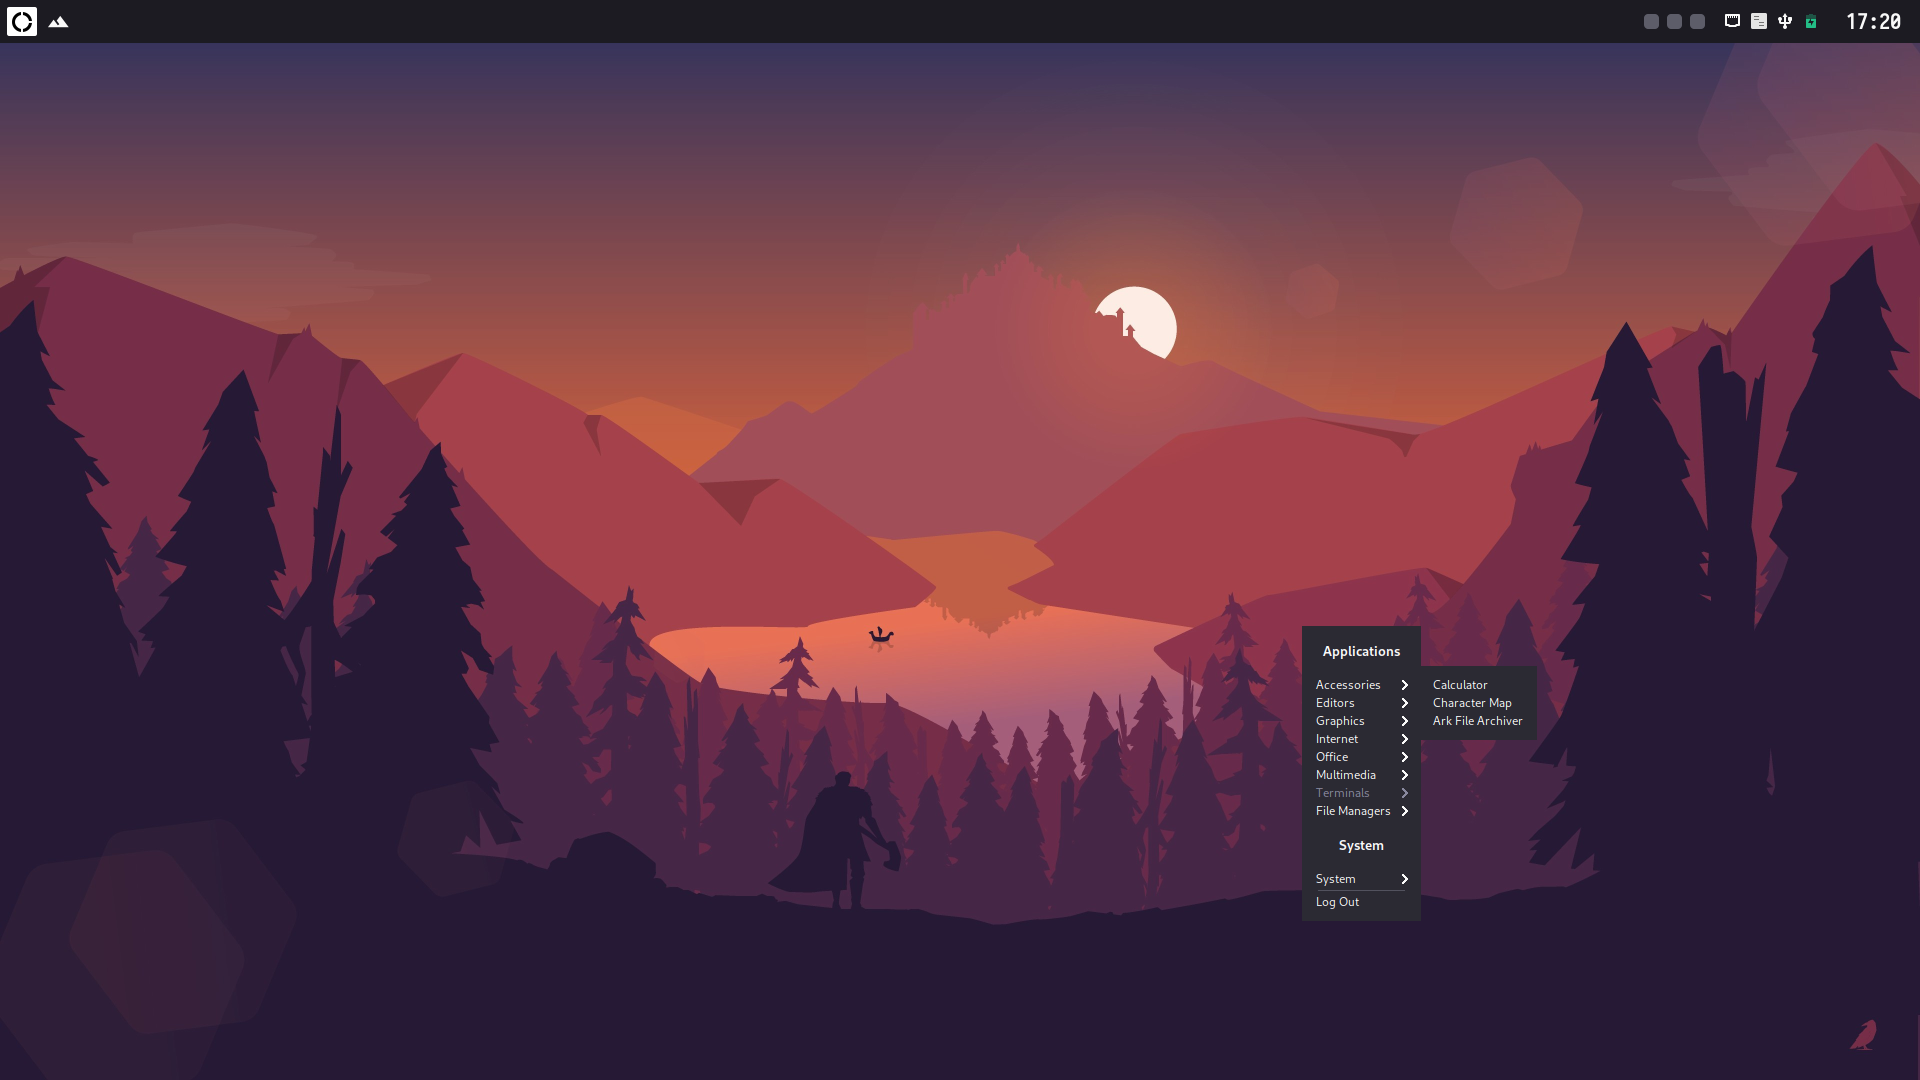 17:20
Applications
Accessories
Editors
Graphics
Internet
Office
Multimedia
Terminals
File Managers
System
System
Log Out
Calculator
Character Map
Ark File Archiver